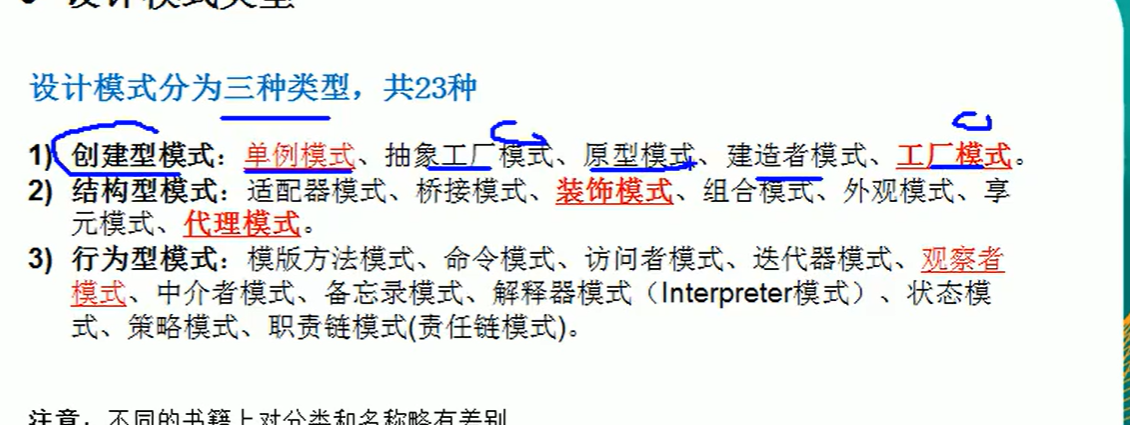 设计模式类型
设计模式分为三种类型，共23种
1) 创建型模式：单例模式、抽象工厂模式、原型模式、建造者模式、工厂模式。
2) 结构型模式：适配器模式、桥接模式、装饰模式、组合模式、外观模式、享
元模式、代理模式。
3) 行为型模式：模版方法模式、命令模式、访问者模式、迭代器模式、观察者
模式、中介者模式、备忘录模式、解释器模式（Interpreter模式）、状态模
式、策略模式、职责链模式(责任链模式)。
注意：不同的书籍上对分类和名称略有差别